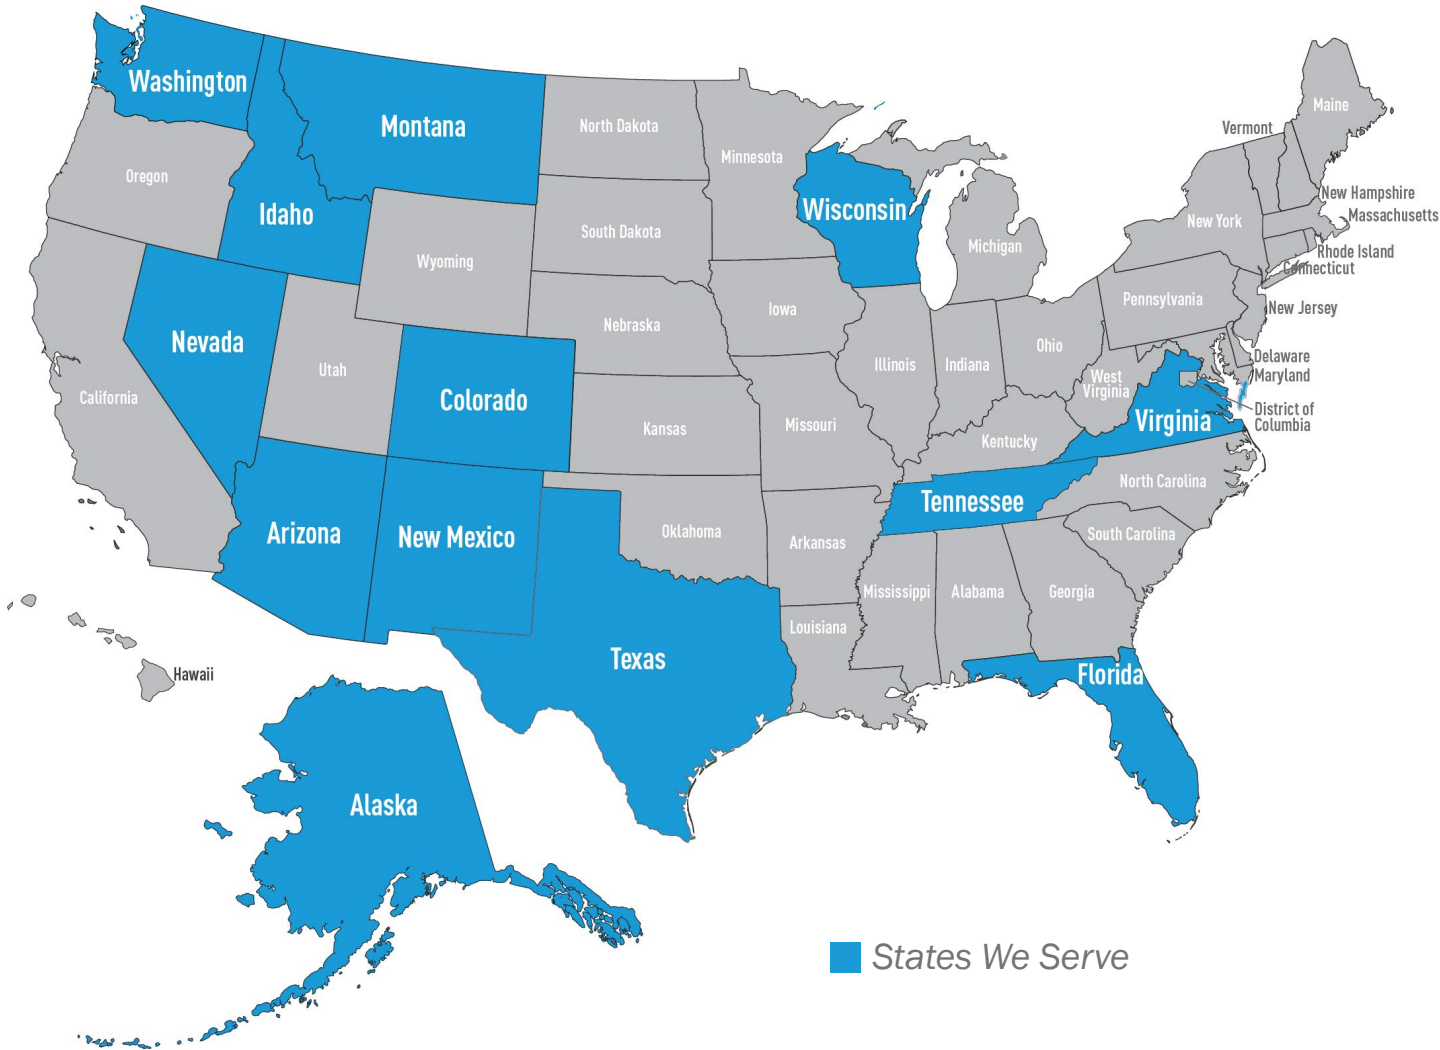 Washington
Montana
North Dakota
Minnesota
Maine
Vermont
Oregon
Idaho
Wisconsin
New Hampshire
Massachusetts
New York
South Dakota
Michigan
Rhode Island
Connecticut
Wyoming
Pennsylvania
New Jersey
Iowa
Nebraska
Nevada
Ohio
Delaware
Maryland
Utah
Illinois
Indiana
West
Virginia
California
Colorado
District of
Columbia
Kansas
Missouri
Kentucky
Virginia
North Carolina
Tennessee
Arizona
New Mexico
Oklahoma
Arkansas
South Carolina
Mississippi
Alabama
Georgia
Louisiana
Texas
Hawaii
Florida
Alaska
States We Serve